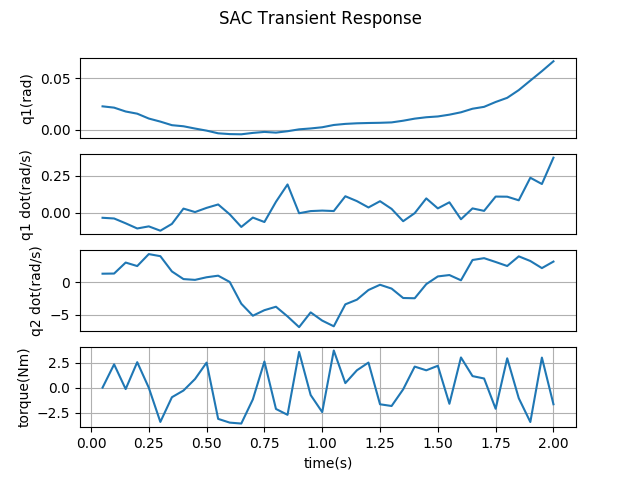 SAC Transient Response
q1(rad)
0.05
0.00
q1 dot(rad/s)
0.25
0.00
q2 dot(rad/s)
0
−5
torque(Nm)
2.5
0.0
−2.5
0.00 0.25 0.50 0.75 1.00 1.25 1.50 1.75 2.00
time(s)